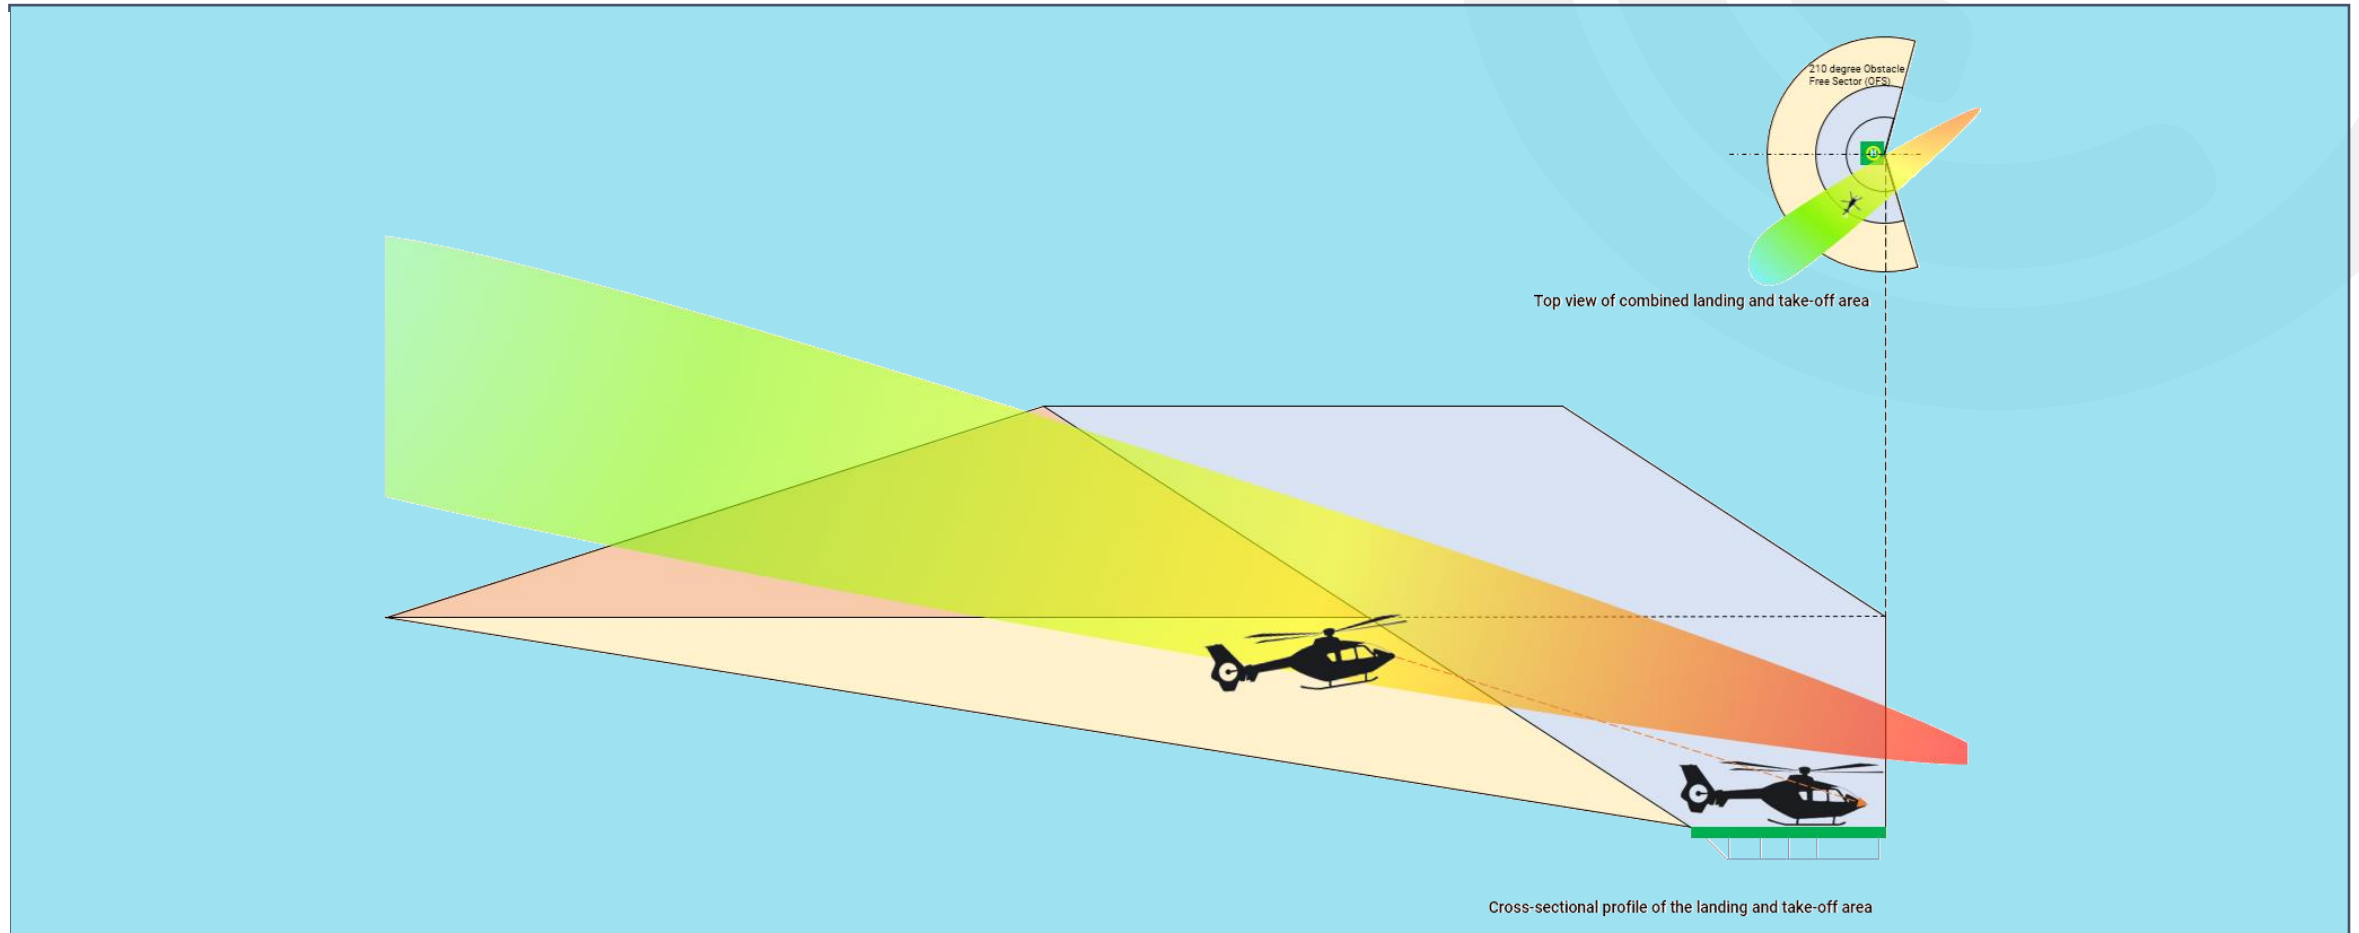 210 degree Obstacle
Free Sector (OFS)
H
Top view of combined landing and take-off area
Cross-sectional profile of the landing and take-off area